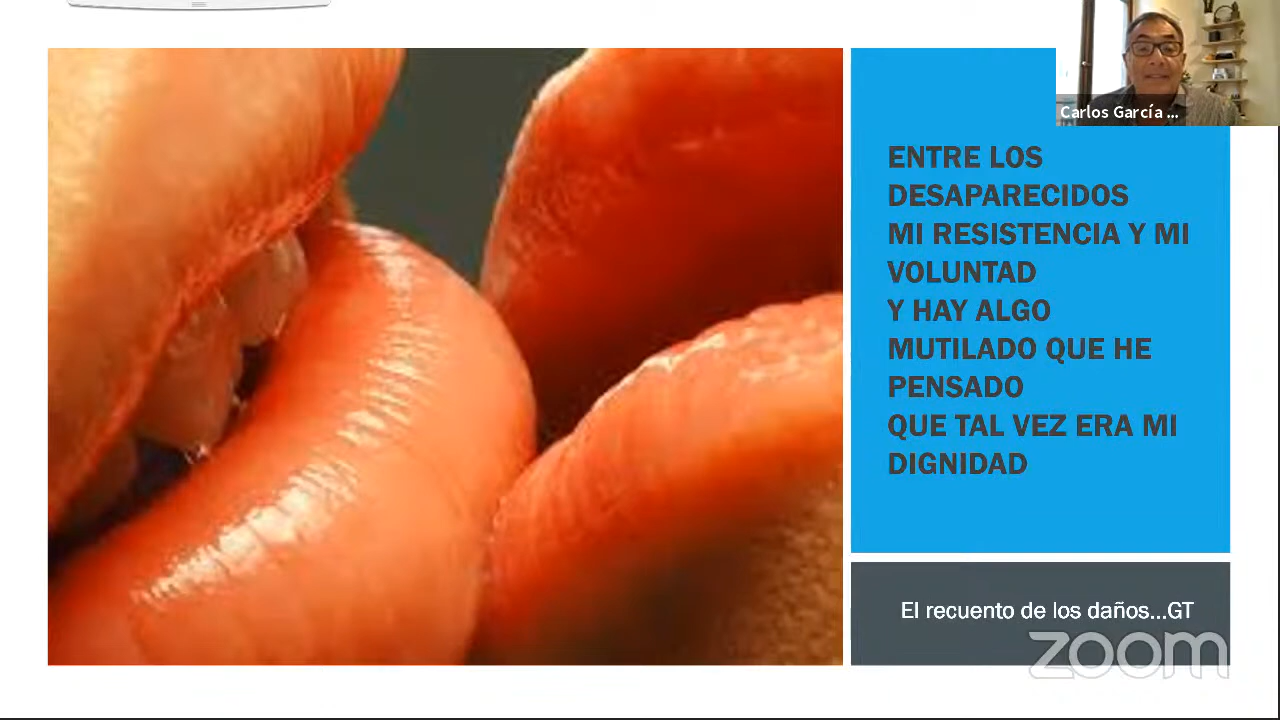 Carlos García ...
ENTRE LOS
DESAPARECIDOS
MI RESISTENCIA Y MI
VOLUNTAD
Y HAY ALGO
MUTILADO QUE HE
PENSADO
QUE TAL VEZ ERA MI
DIGNIDAD
El recuento de los daños...GT
zoom